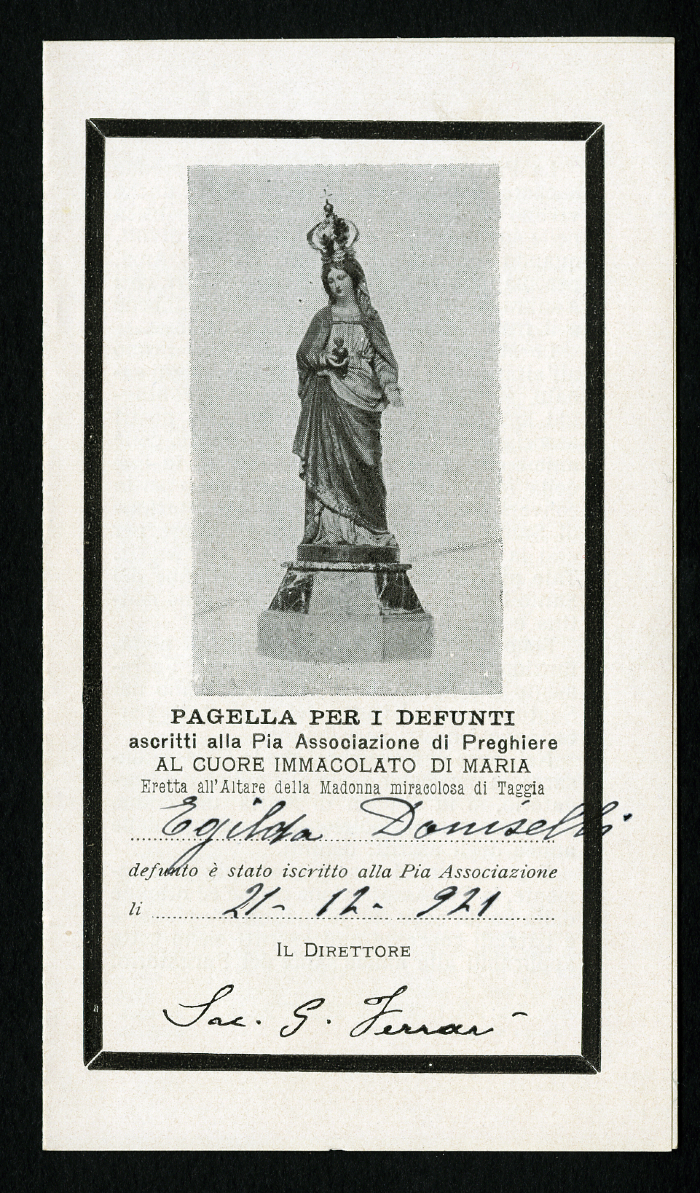 PAGELLA PER I DEFUNTI
ascritti alla Pia Associazione di Preghiere
AL CUORE IMMACOLATO DI MARIA
Eretta all'Altare della Madonna miracolosa di Taggia
Egilda Doniselli
defunto è stato iscritto alla Pia Associazione
li 21- 12- 921
IL DIRETTORE
Sac. G. Ferrari